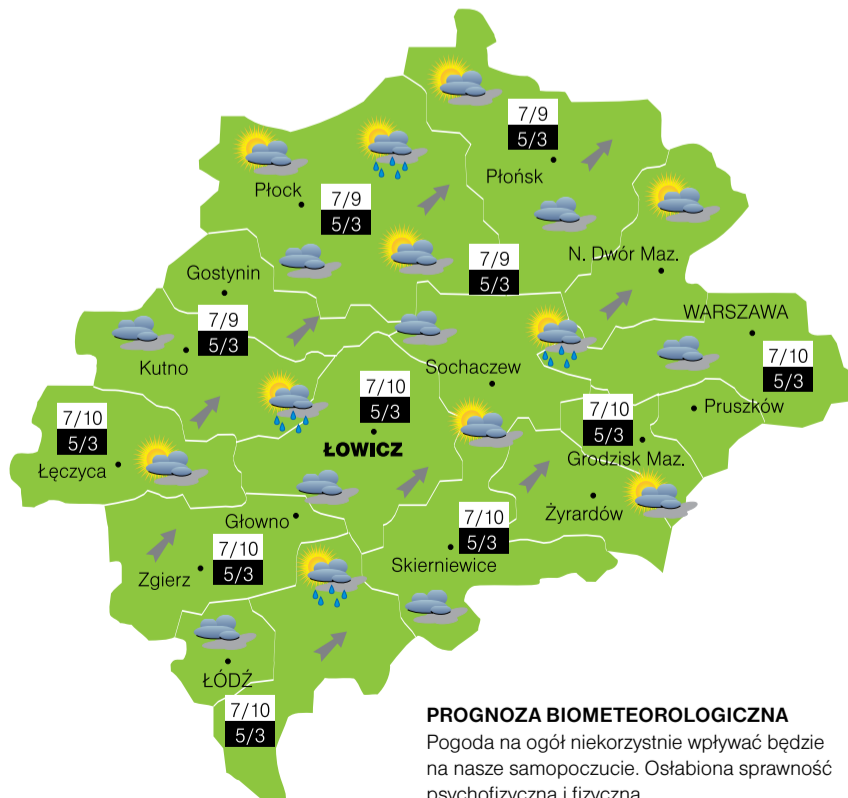 7/9
5/3
Płońsk
Płock
7/9
5/3
N. Dwór Maz.
7/9
5/3
Gostynin
WARSZAWA
7/9
5/3
Kutno
Sochaczew
7/10
5/3
7/10
5/3
ŁOWICZ
7/10
5/3
Pruszków
Grodzisk Maz.
7/10
5/3
Łęczyca
Głowno
Żyrardów
7/10
5/3
Skierniewice
7/10
5/3
Zgierz
ŁÓDŹ
7/10
5/3
PROGNOZA BIOMETEOROLOGICZNA
Pogoda na ogół niekorzystnie wpływać będzie
na nasze samopoczucie. Osłabiona sprawność
psychofizyczna i fizyczna